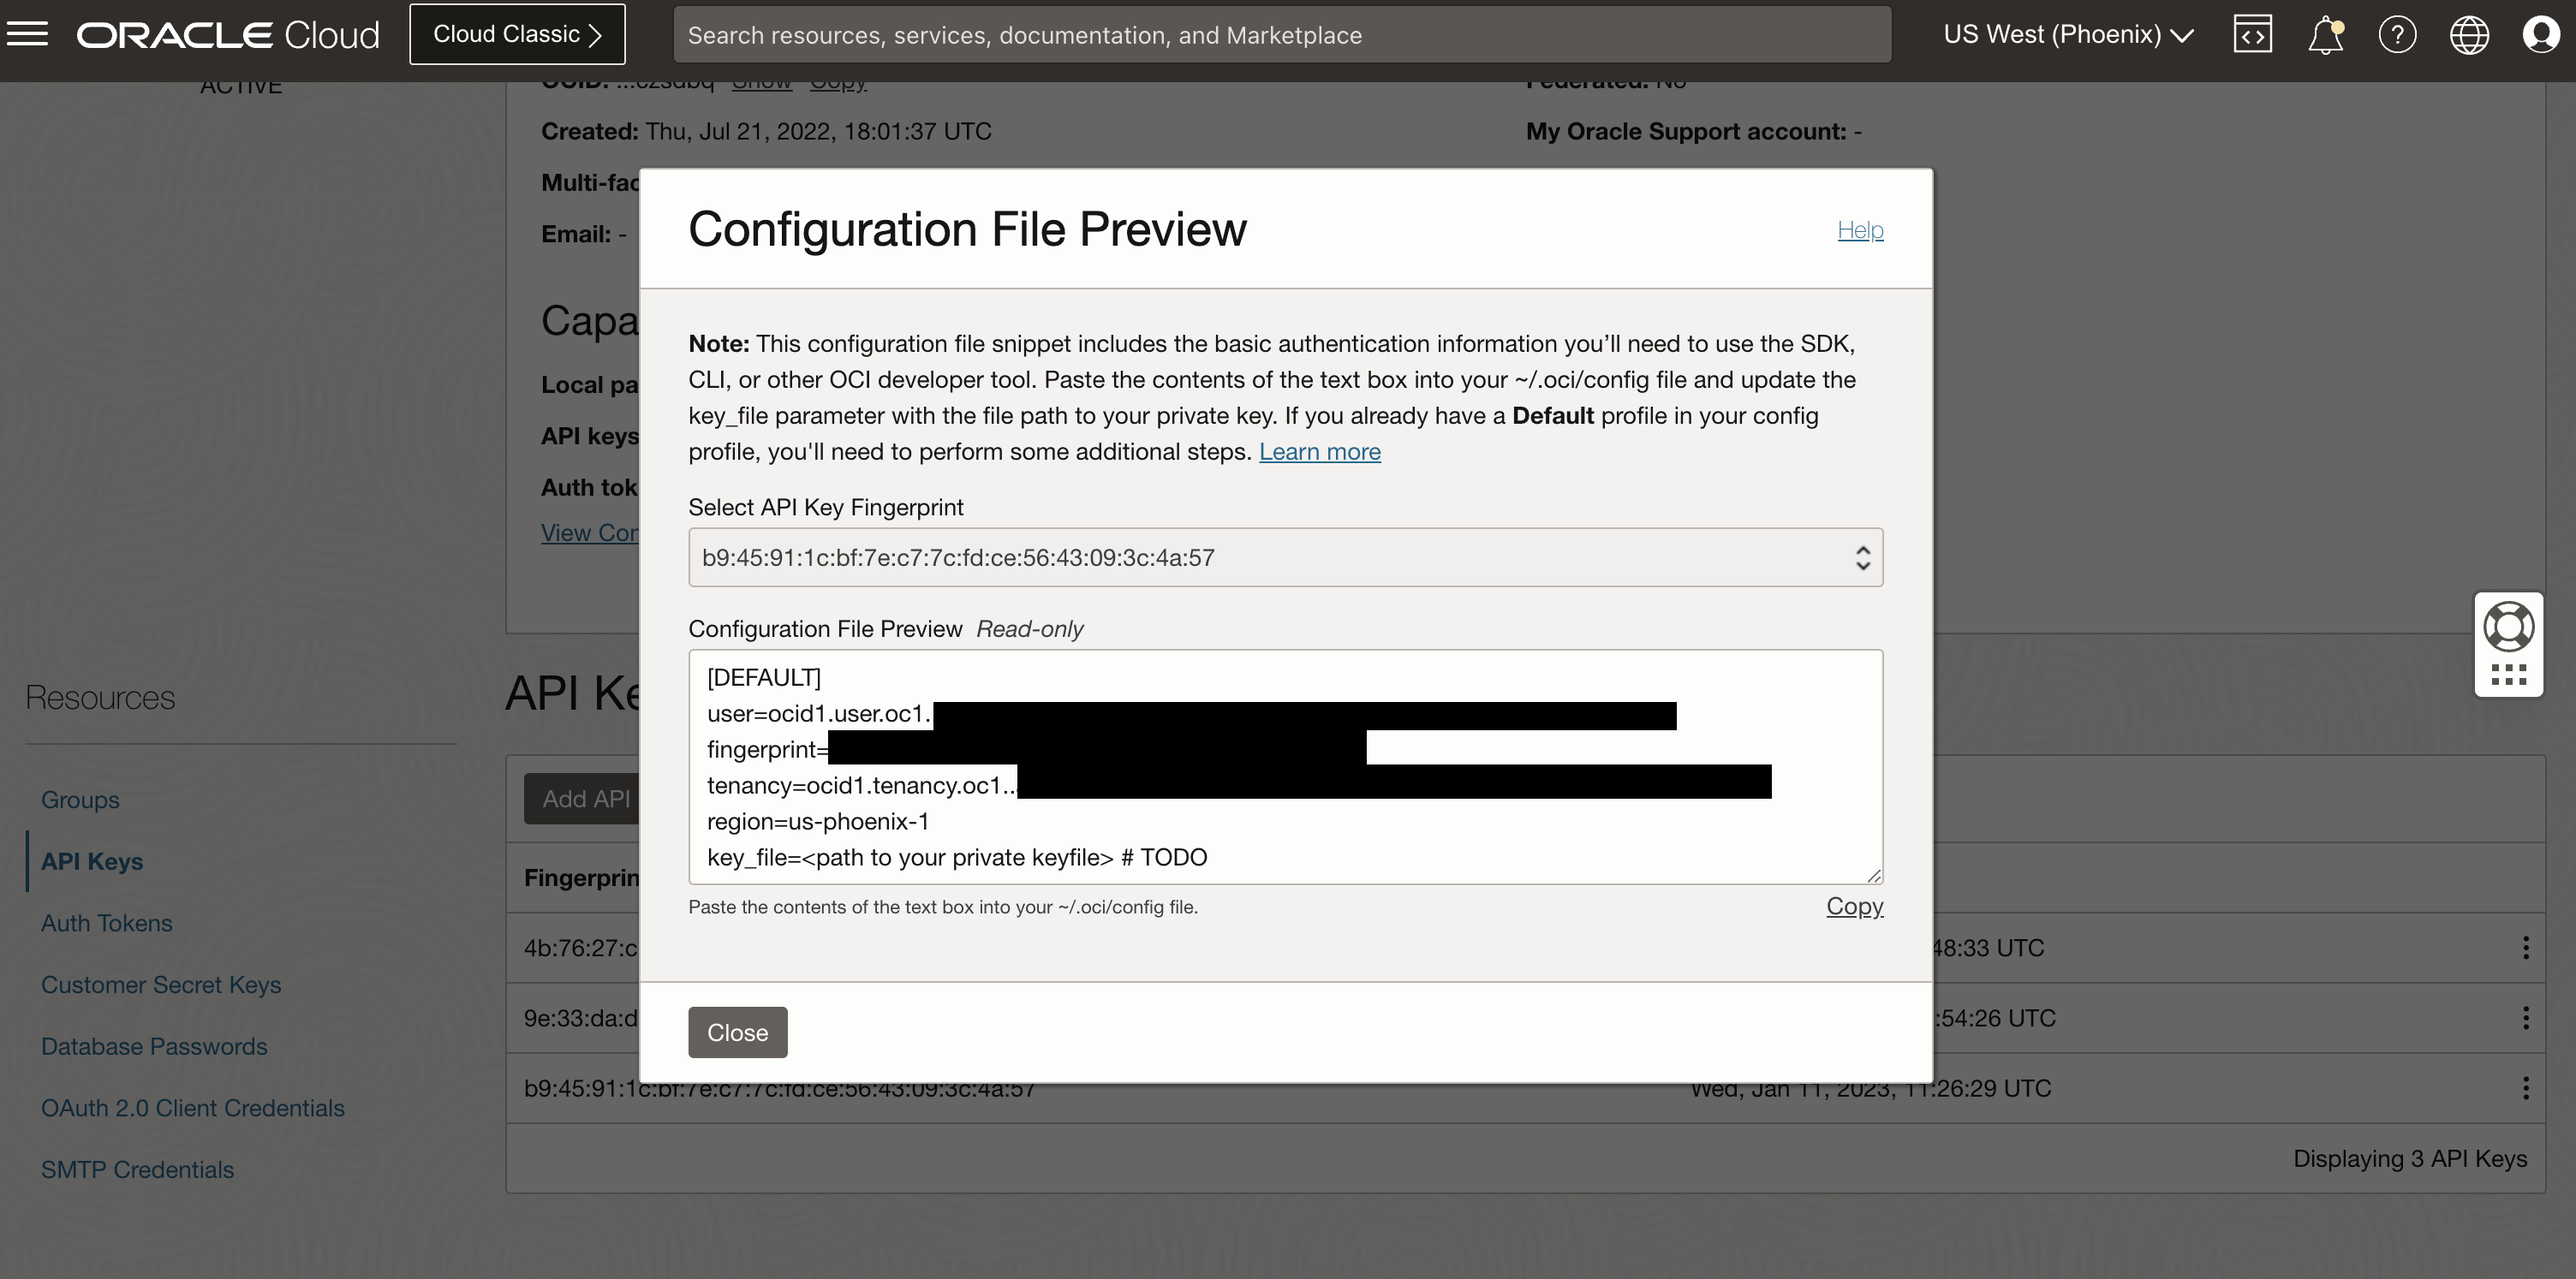 ORACLE Cloud
Cloud Classic
Search resources, services, documentation, and Marketplace
US West (Phoenix)
ACTIVE
OCID: ...czsdbq Show Copy
Federated: No
Created: Thu, Jul 21, 2022, 18:01:37 UTC
My Oracle Support account: -
Multi-fac
Email: -
Capa
Local pa
API keys
Auth tok
View Con
Configuration File Preview
Help
Note: This configuration file snippet includes the basic authentication information you’ll need to use the SDK,
CLI, or other OCI developer tool. Paste the contents of the text box into your ~/.oci/config file and update the
key_file parameter with the file path to your private key. If you already have a Default profile in your config
profile, you'll need to perform some additional steps. Learn more
Select API Key Fingerprint
b9:45:91:1c:bf:7e:c7:7c:fd:ce:56:43:09:3c:4a:57
Configuration File Preview Read-only
[DEFAULT]
user=ocid1.user.oc1.
fingerprint=
tenancy=ocid1.tenancy.oc1..
region=us-phoenix-1
key_file=<path to your private keyfile> # TODO
Paste the contents of the text box into your ~/.oci/config file.
Copy
Close
Resources
Groups
API Keys
Auth Tokens
Customer Secret Keys
Database Passwords
OAuth 2.0 Client Credentials
SMTP Credentials
API Ke
Add API
Fingerprin
4b:76:27:c
48:33 UTC
9e:33:da:d
:54:26 UTC
b9:45:91:1c:bf:7e:c7:7c:fd:ce:56:43:09:3c:4a:57
Wed, Jan 11, 2023, 11:26:29 UTC
Displaying 3 API Keys